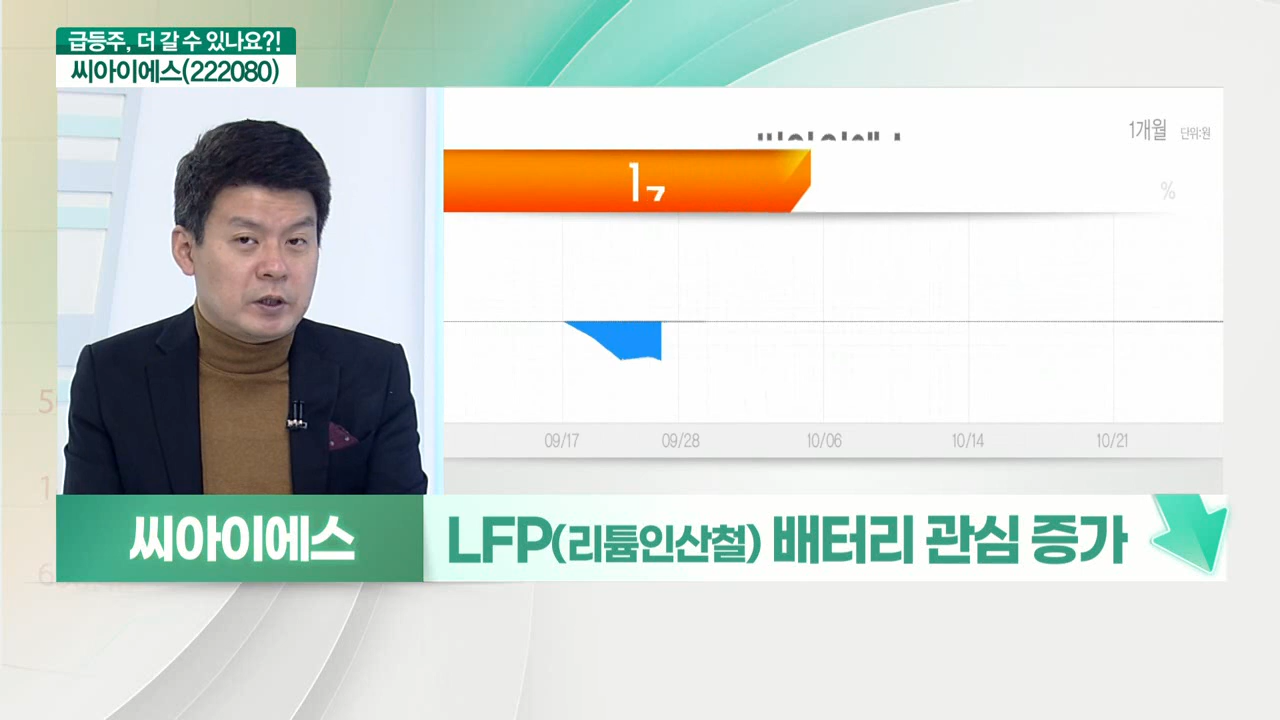 급등주, 더 갈 수 있나요?!
씨아이에스(222080)
1개월 단위:원
%
09/17 09/28 10/06 10/14 10/21
씨아이에스
LFP(리튬인산철) 배터리 관심 증가